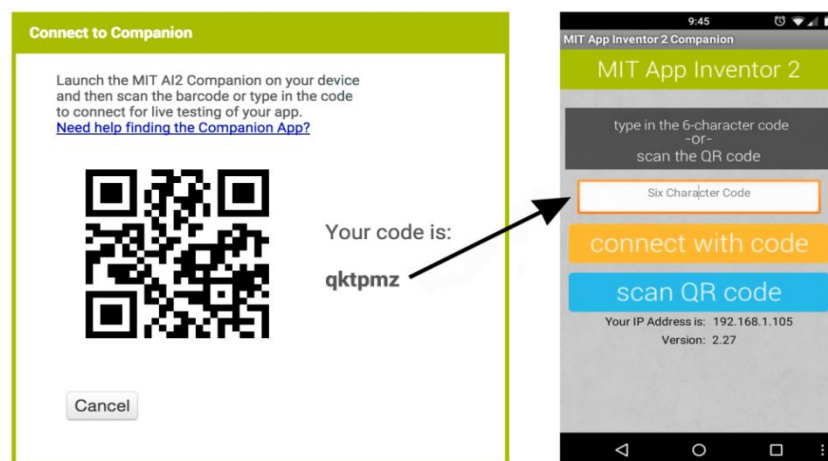 Connect to Companion
Launch the MIT AI2 Companion on your device
and then scan the barcode or type in the code
to connect for live testing of your app.
Need help finding the Companion App?
Your code is:
qktpmz
Cancel
9:45
MIT App Inventor 2 Companion
MIT App Inventor 2
type in the 6-character code
-or-
scan the QR code
Six Character Code
connect with code
scan QR code
Your IP Address is: 192.168.1.105
Version: 2.27